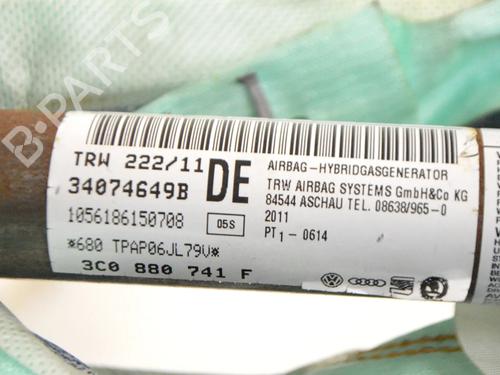 B-PARTS
TRW 222/11
34074649B
DE
1056186150708
05S
*680 TPAP06JL79V*
3C0 880 741 F
AIRBAG-HYBRIDGASGENERATOR
TRW AIRBAG SYSTEMS GmbH&Co KG
84544 ASCHAU TEL. 08638/965-0
2011
PT1-0614